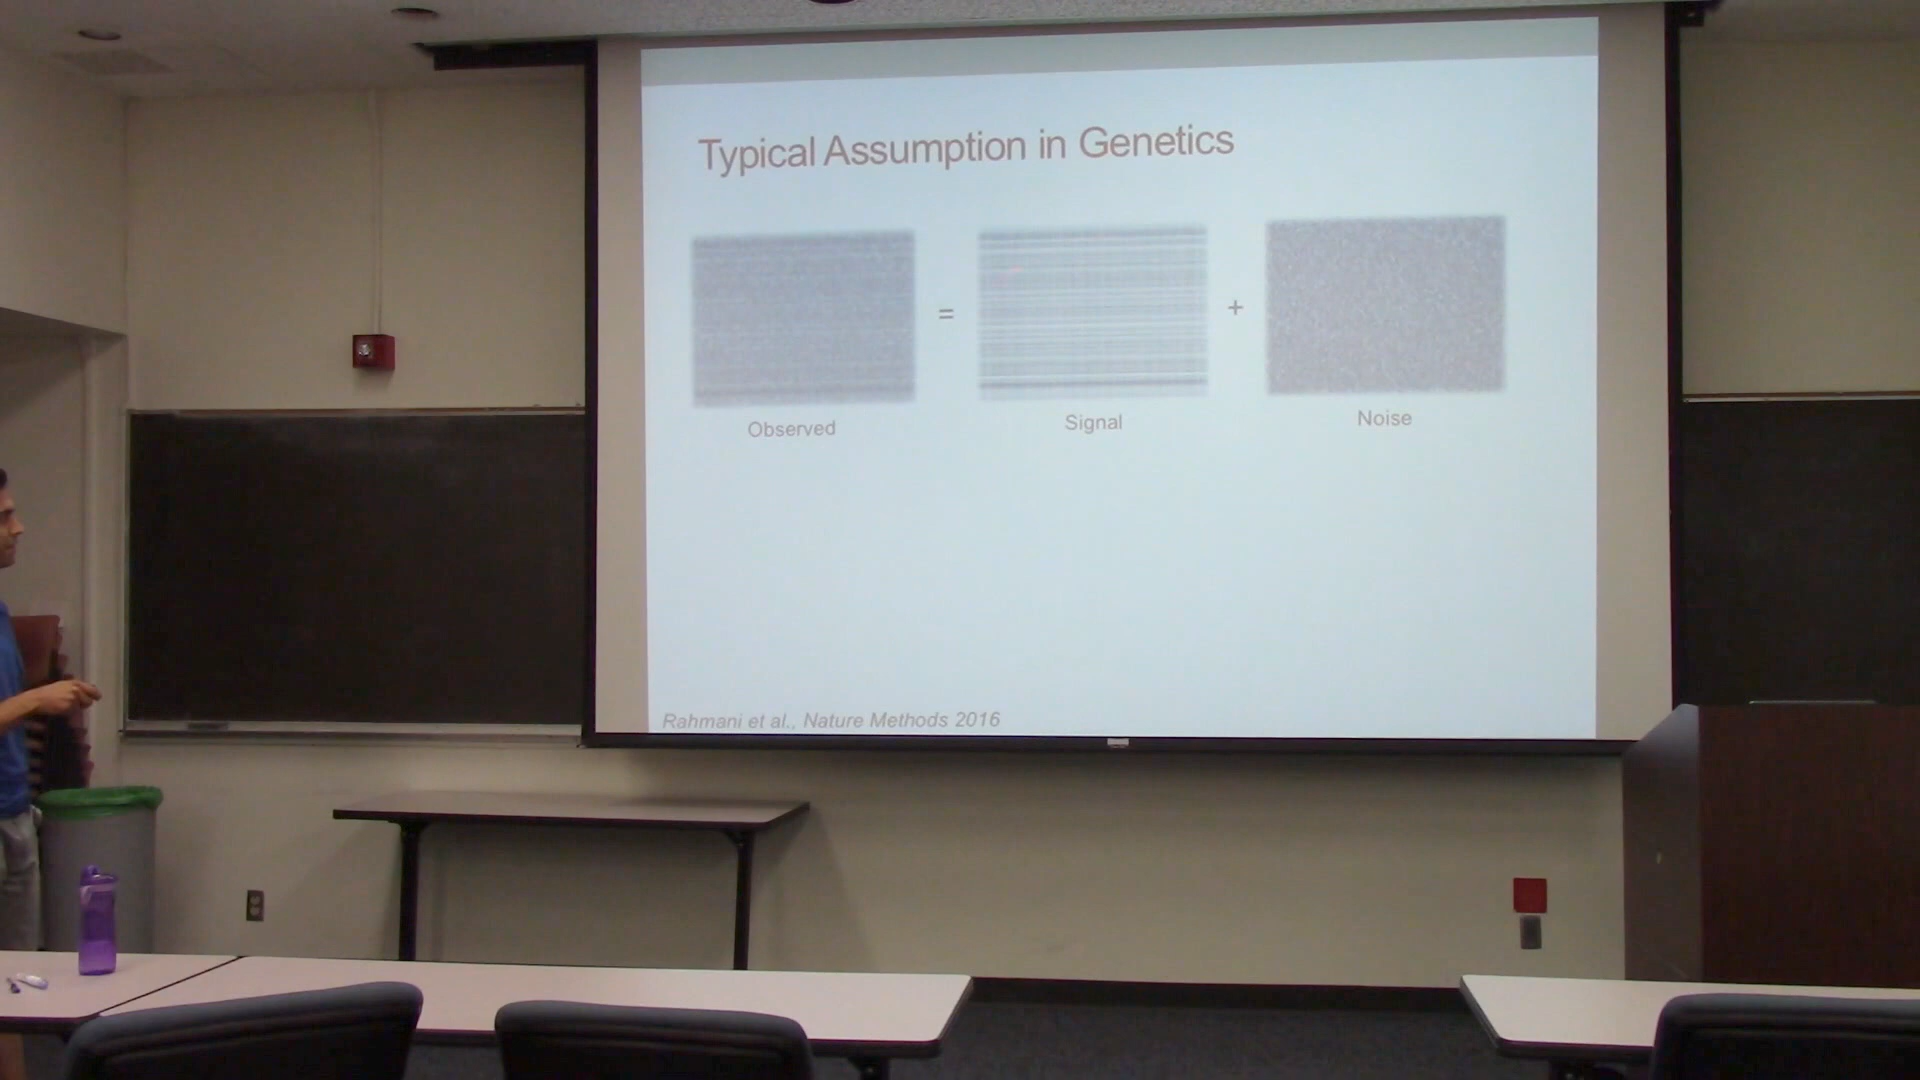 Typical Assumption in Genetics
=
+
Observed
Signal
Noise
Rahmani et al., Nature Methods 2016